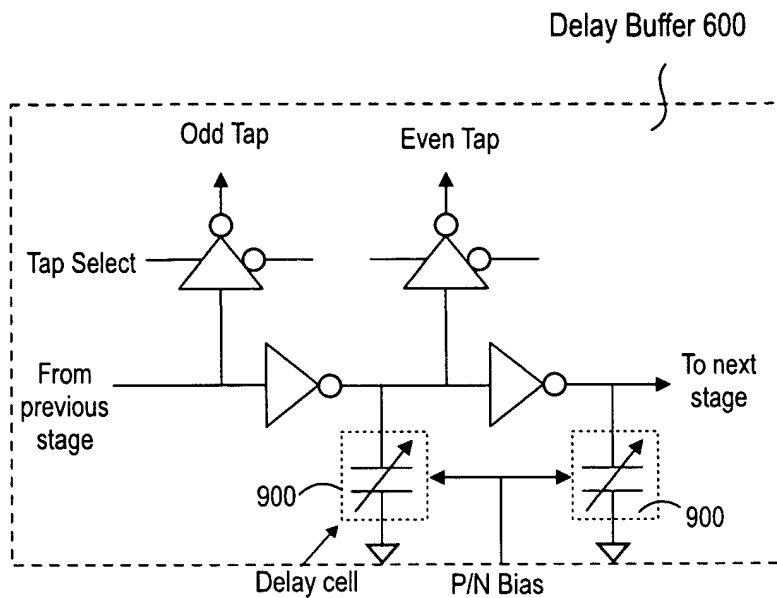 Delay Buffer 600
Odd Tap
Even Tap
Tap Select
From
previous
stage
To next
stage
900
900
Delay cell
P/N Bias